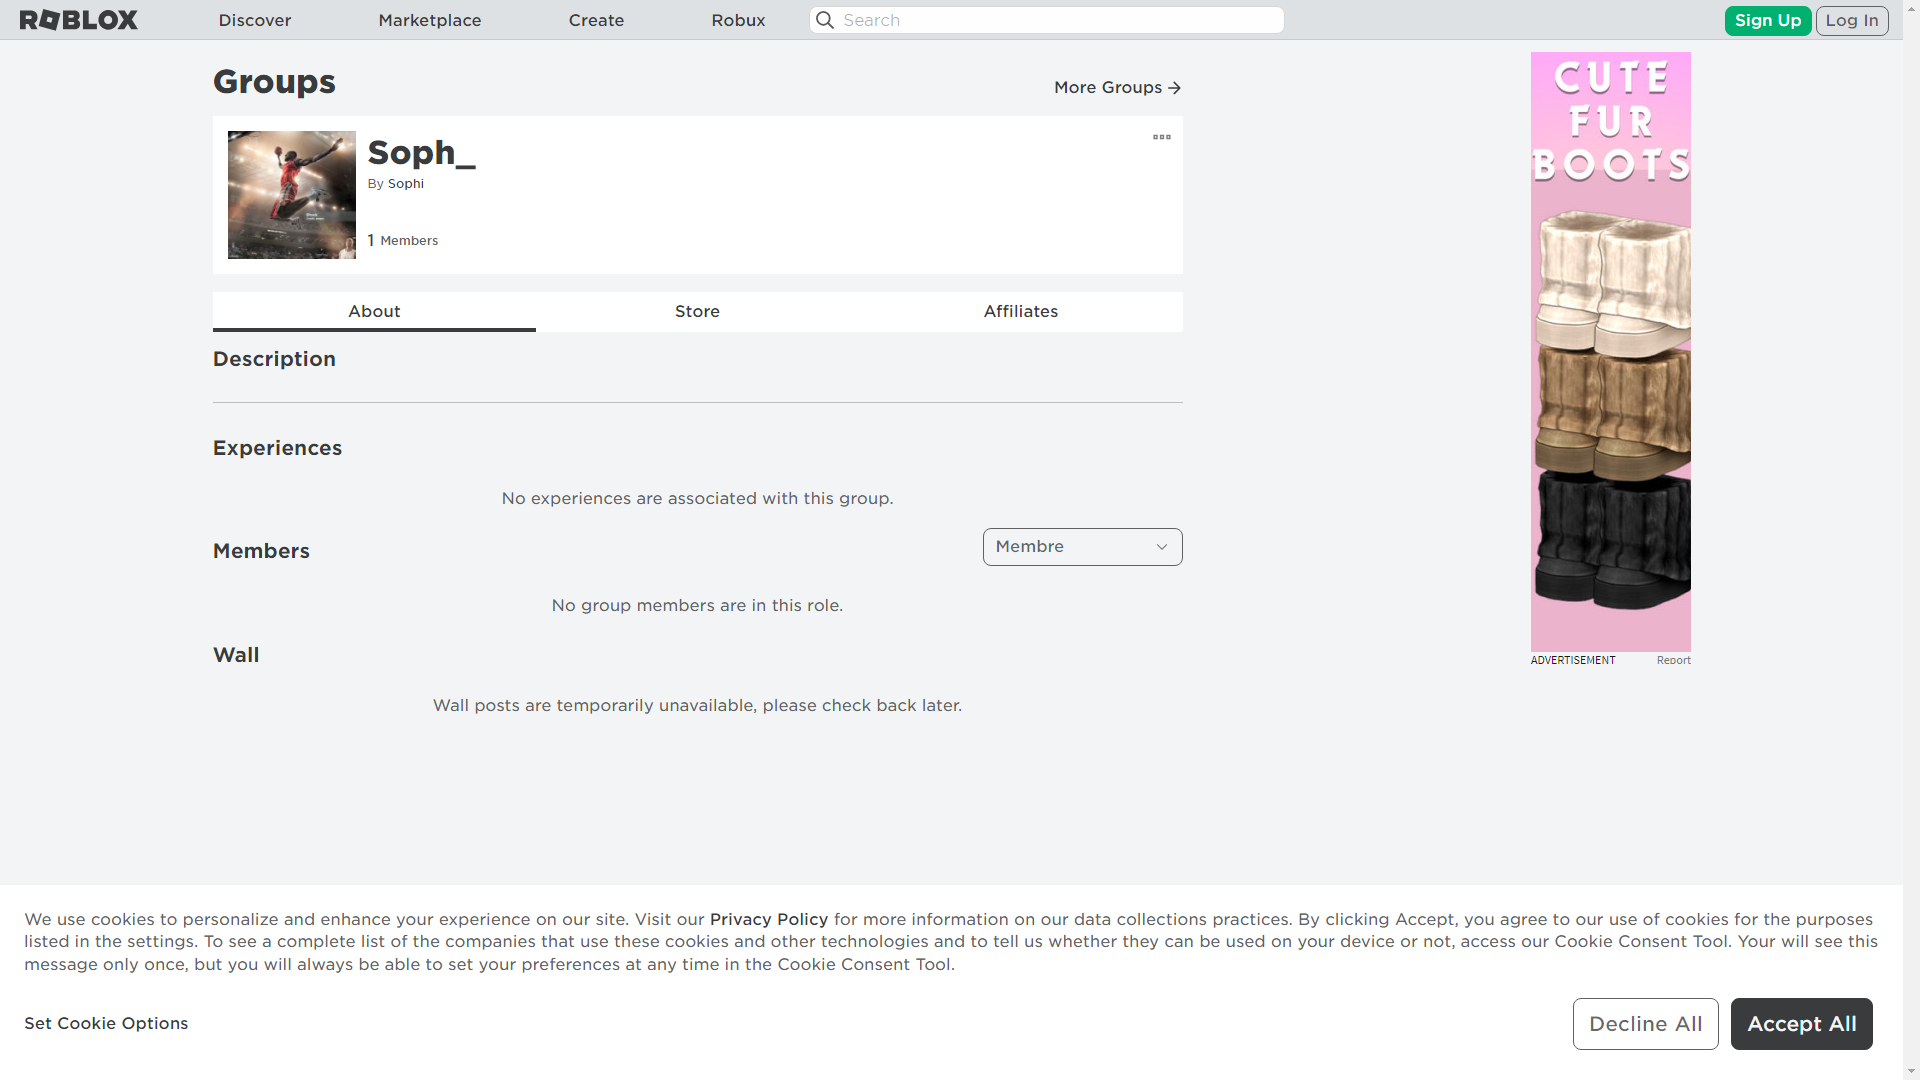 ROBLOX Discover Marketplace Create Robux Search Sign Up Log In
Groups
More Groups
Soph_
By Sophi
1 Members
About Store Affiliates
Description
Experiences
No experiences are associated with this group.
Members
Membre
No group members are in this role.
Wall
Wall posts are temporarily unavailable, please check back later.
CUTE
FUR
BOOTS
ADVERTISEMENT Report
We use cookies to personalize and enhance your experience on our site. Visit our Privacy Policy for more information on our data collections practices. By clicking Accept, you agree to our use of cookies for the purposes
listed in the settings. To see a complete list of the companies that use these cookies and other technologies and to tell us whether they can be used on your device or not, access our Cookie Consent Tool. Your will see this
message only once, but you will always be able to set your preferences at any time in the Cookie Consent Tool.
Set Cookie Options
Decline All
Accept All